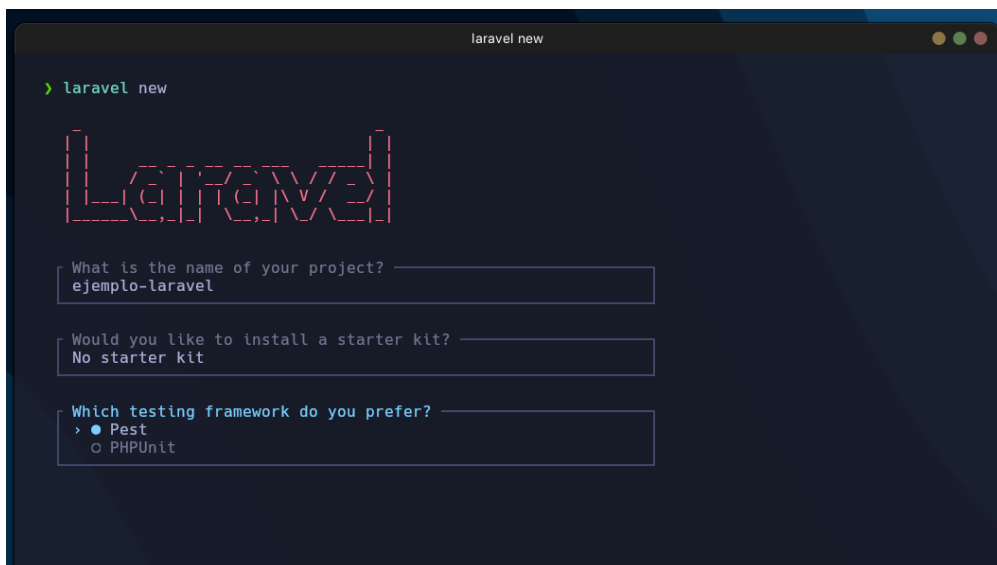 laravel new
❯ laravel new
Laravel
What is the name of your project?
ejemplo-laravel
Would you like to install a starter kit?
No starter kit
Which testing framework do you prefer?
› ● Pest
○ PHPUnit